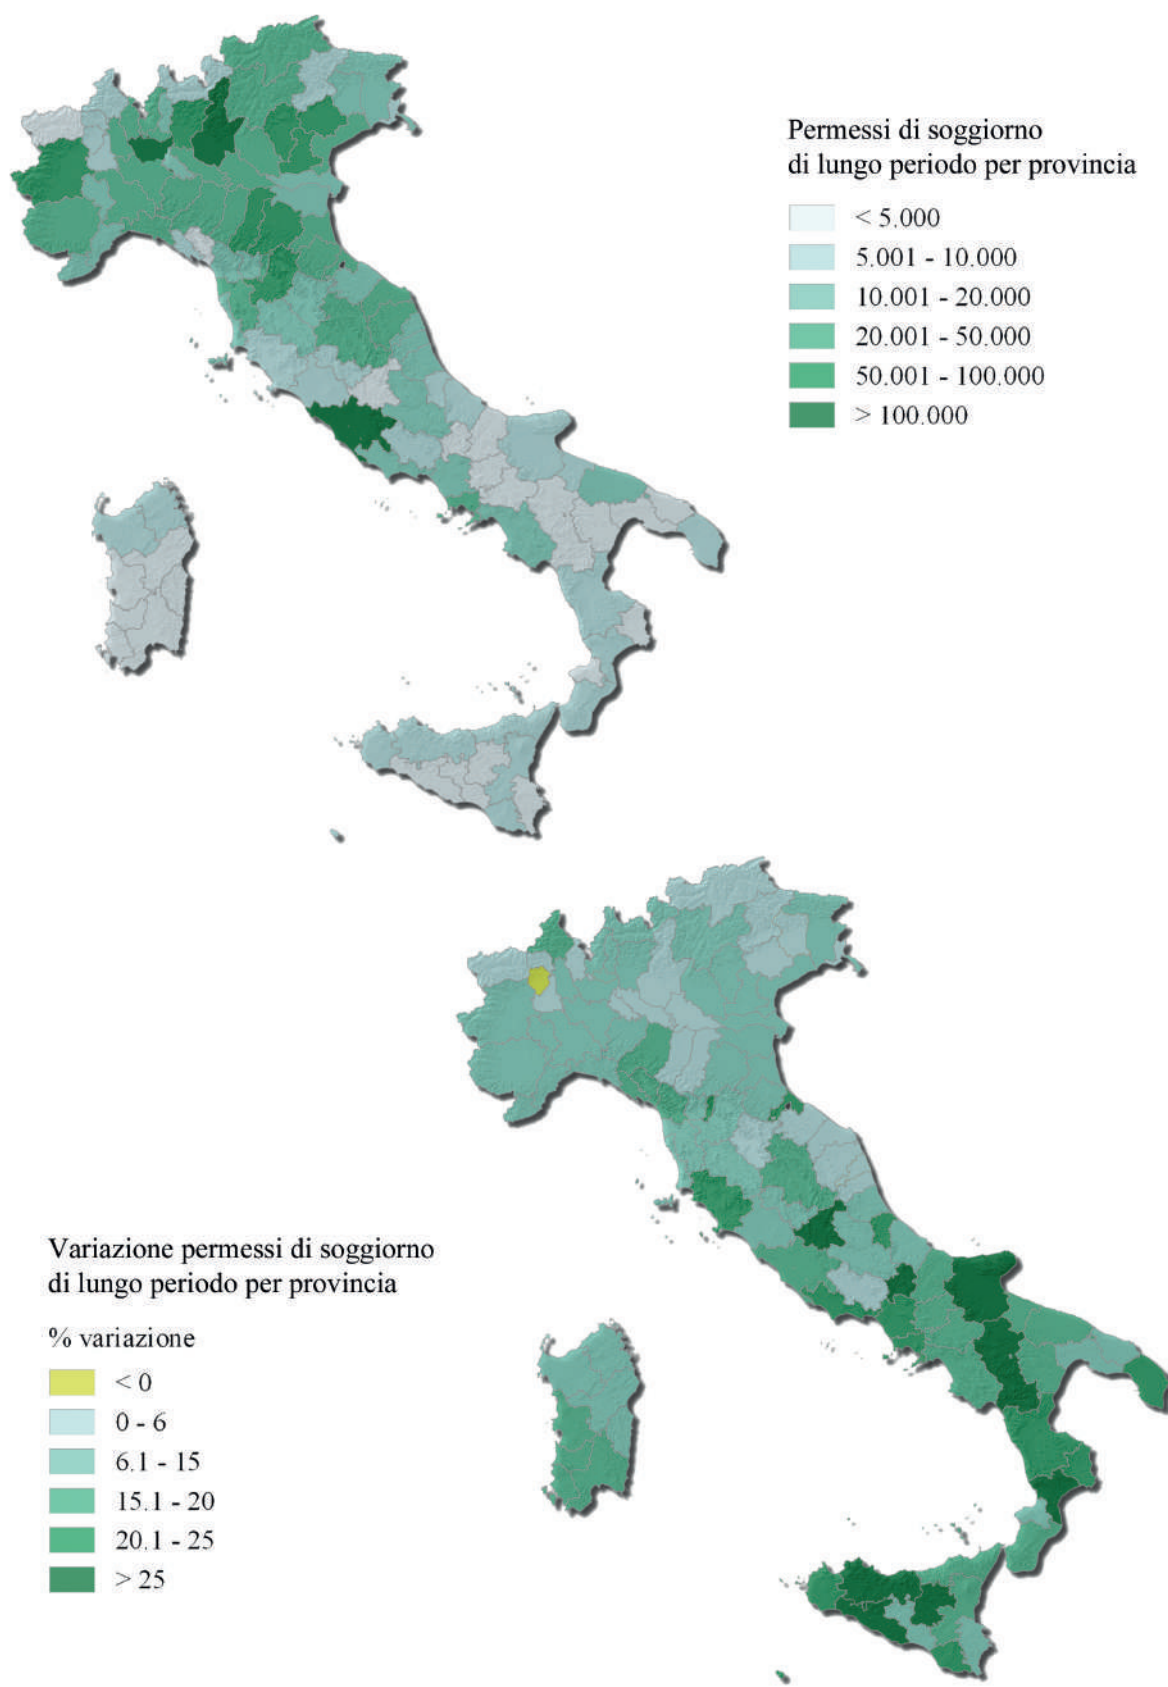 Permessi di soggiorno
di lungo periodo per provincia
< 5.000
5.001 - 10.000
10.001 - 20.000
20.001 - 50.000
50.001 - 100.000
> 100.000
Variazione permessi di soggiorno
di lungo periodo per provincia
% variazione
< 0
0 - 6
6.1 - 15
15.1 - 20
20.1 - 25
> 25